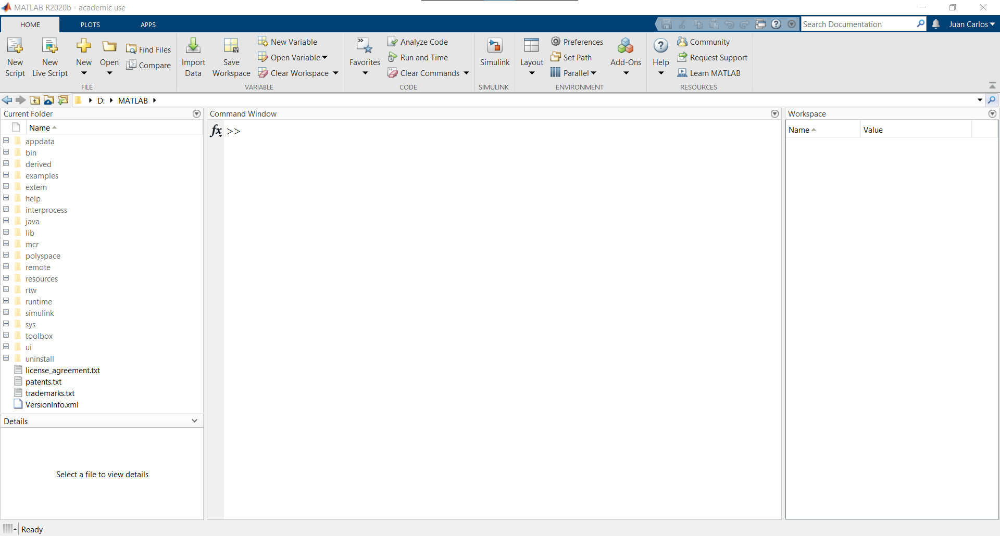 MATLAB R2020b - academic use
HOME PLOTS APPS
Search Documentation
Juan Carlos
New Script
New Live Script
New
Open
Find Files
Compare
FILE
Import Data
Save Workspace
New Variable
Open Variable
Clear Workspace
VARIABLE
Favorites
Analyze Code
Run and Time
Clear Commands
CODE
Simulink
SIMULINK
Layout
Preferences
Set Path
Parallel
Add-Ons
ENVIRONMENT
Help
Community
Request Support
Learn MATLAB
RESOURCES
D: MATLAB
Current Folder
Name
appdata
bin
derived
examples
extern
help
interprocess
java
lib
mcr
polyspace
remote
resources
rtw
runtime
simulink
sys
toolbox
ui
uninstall
license_agreement.txt
patents.txt
trademarks.txt
VersionInfo.xml
Details
Select a file to view details
Command Window
fx >>
Workspace
Name Value
Ready